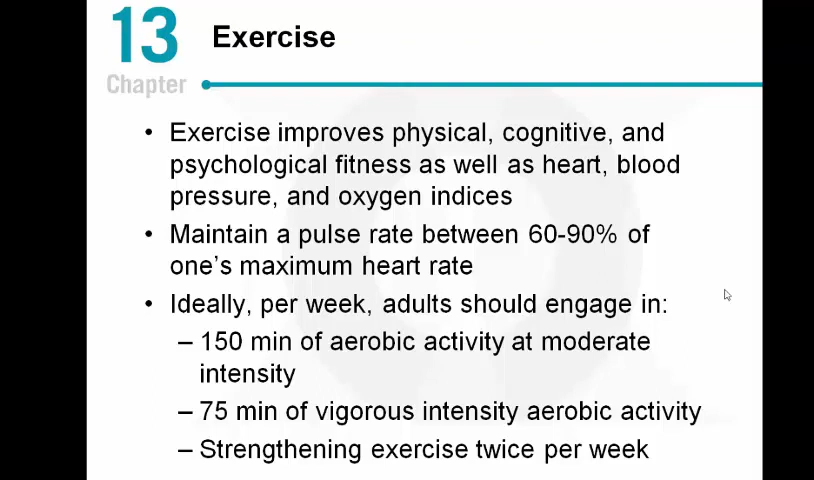 13 Exercise
Chapter
• Exercise improves physical, cognitive, and
psychological fitness as well as heart, blood
pressure, and oxygen indices
• Maintain a pulse rate between 60-90% of
one's maximum heart rate
• Ideally, per week, adults should engage in:
– 150 min of aerobic activity at moderate
intensity
– 75 min of vigorous intensity aerobic activity
– Strengthening exercise twice per week